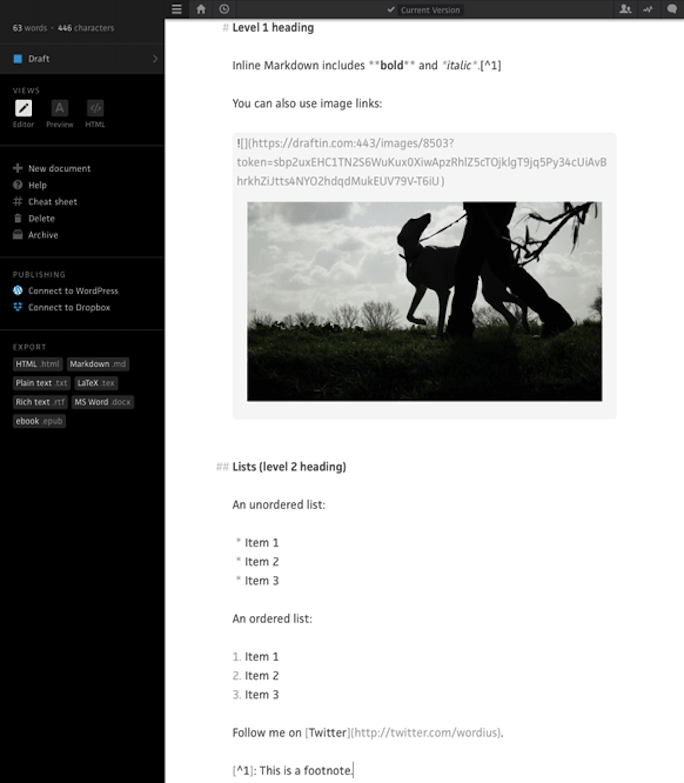 63 words · 446 characters
Draft
VIEWS
Editor
Preview
HTML
New document
Help
Cheat sheet
Delete
Archive
PUBLISHING
Connect to WordPress
Connect to Dropbox
EXPORT
HTML .html Markdown .md
Plain text .txt LaTeX .tex
Rich text .rtf MS Word .docx
ebook .epub
Current Version
# Level 1 heading
Inline Markdown includes **bold** and *italic*.[^1]
You can also use image links:
![](https://draftin.com:443/images/8503?
## Lists (level 2 heading)
An unordered list:
* Item 1
* Item 2
* Item 3
An ordered list:
1. Item 1
2. Item 2
3. Item 3
Follow me on [Twitter](http://twitter.com/wordius).
[^1]: This is a footnote.